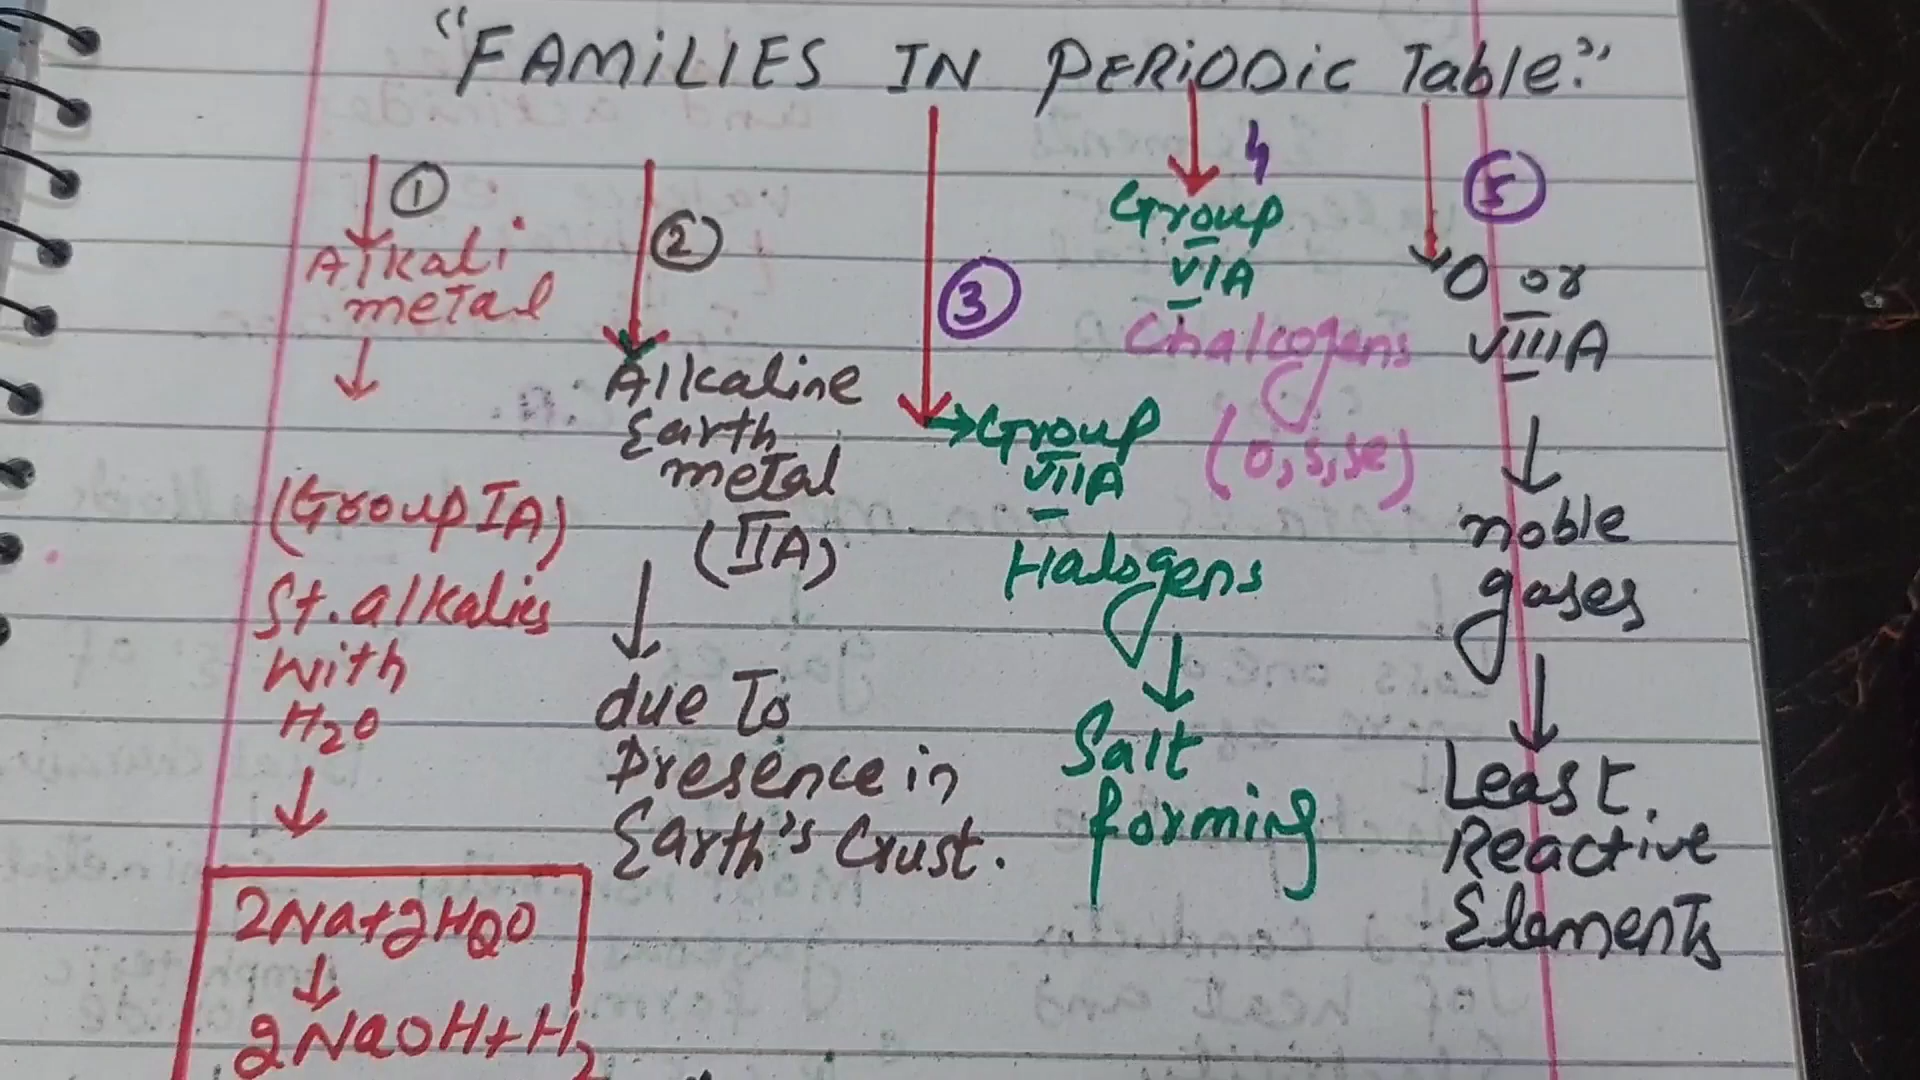 "FAMILIES IN PERIODIC Table."
1
Alkali
metal
(Group IA)
St. alkalies
With
H2O
2Na+2H2O
2NaOH+H2
2
Alkaline
Earth
metal
(IIA)
due To
Presence in
Earth's Crust.
3
Group
VIIA
Halogens
Salt
forming
4
Group
VIA
Chalcogens
(O, S, Se)
5
O or
VIIIA
noble
gases
Least.
Reactive
Elements